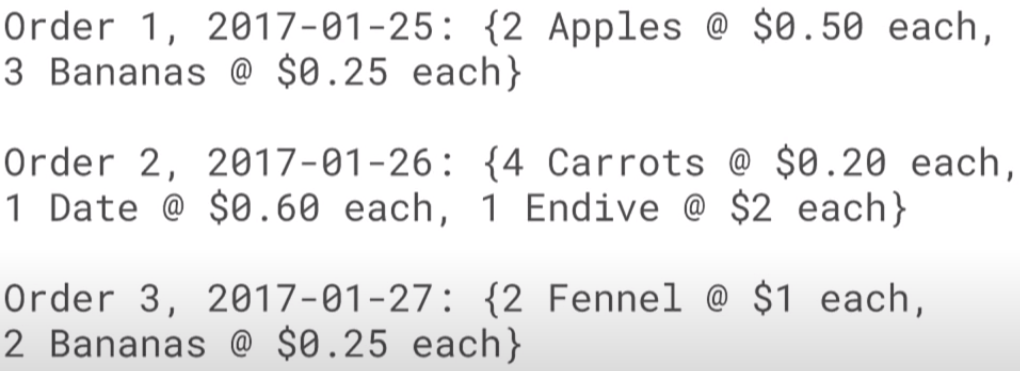 Order 1, 2017-01-25: {2 Apples @ $0.50 each,
3 Bananas @ $0.25 each}
Order 2, 2017-01-26: {4 Carrots @ $0.20 each,
1 Date @ $0.60 each, 1 Endive @ $2 each}
Order 3, 2017-01-27: {2 Fennel @ $1 each,
2 Bananas @ $0.25 each}